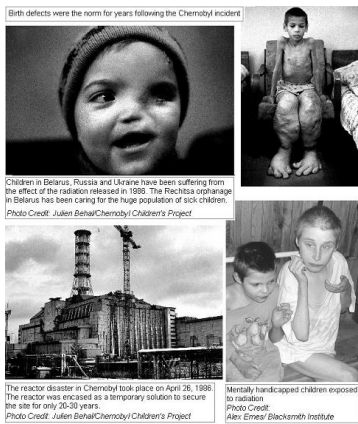 Birth defects were the norm for years following the Chernobyl incident
Children in Belarus, Russia and Ukraine have been suffering from
the effect of the radiation released in 1986. The Rechitsa orphanage
in Belarus has been caring for the huge population of sick children.
Photo Credit: Julien Behal/Chernobyl Children's Project
The reactor disaster in Chernobyl took place on April 26, 1986.
The reactor was encased as a temporary solution to secure
the site for only 20-30 years.
Photo Credit: Julien Behal/Chernobyl Children's Project
Mentally handicapped children exposed
to radiation
Photo Credit:
Alex Emes/ Blacksmith Institute